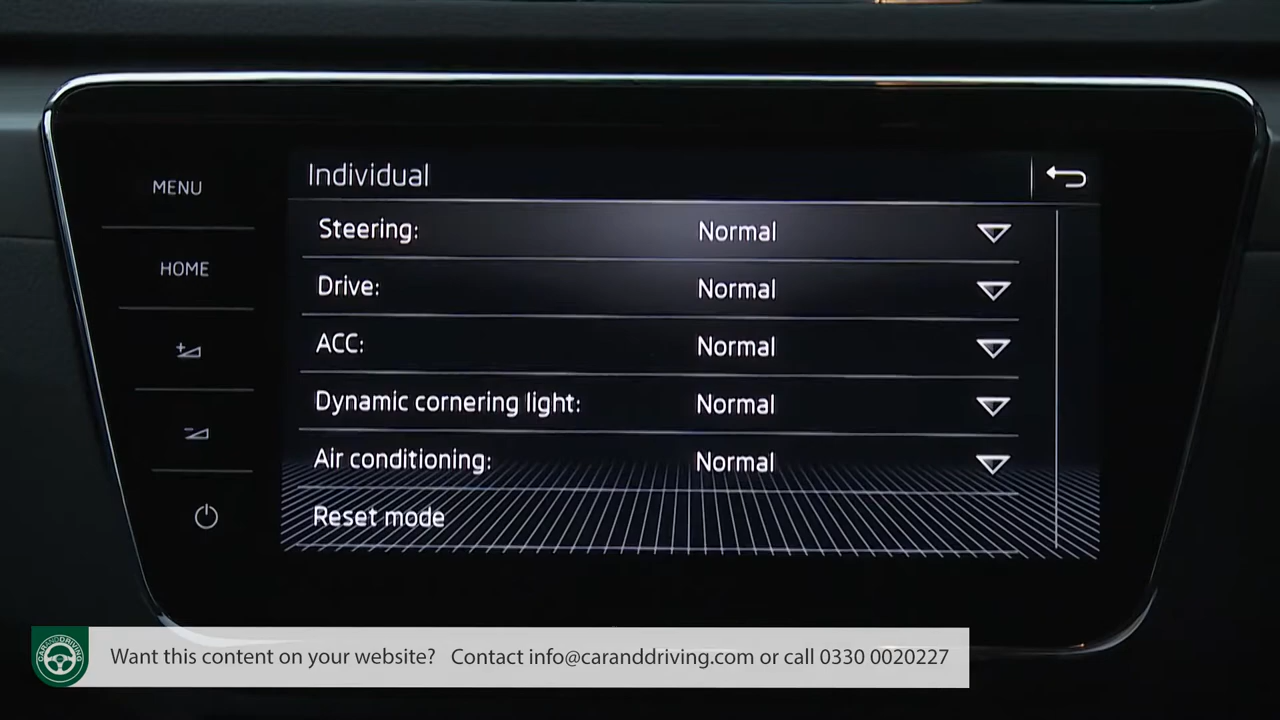 Individual
MENU
HOME
Steering: Normal
Drive: Normal
ACC: Normal
Dynamic cornering light: Normal
Air conditioning: Normal
Reset mode
CARANDDRIVING
Want this content on your website? Contact info@caranddriving.com or call 0330 0020227